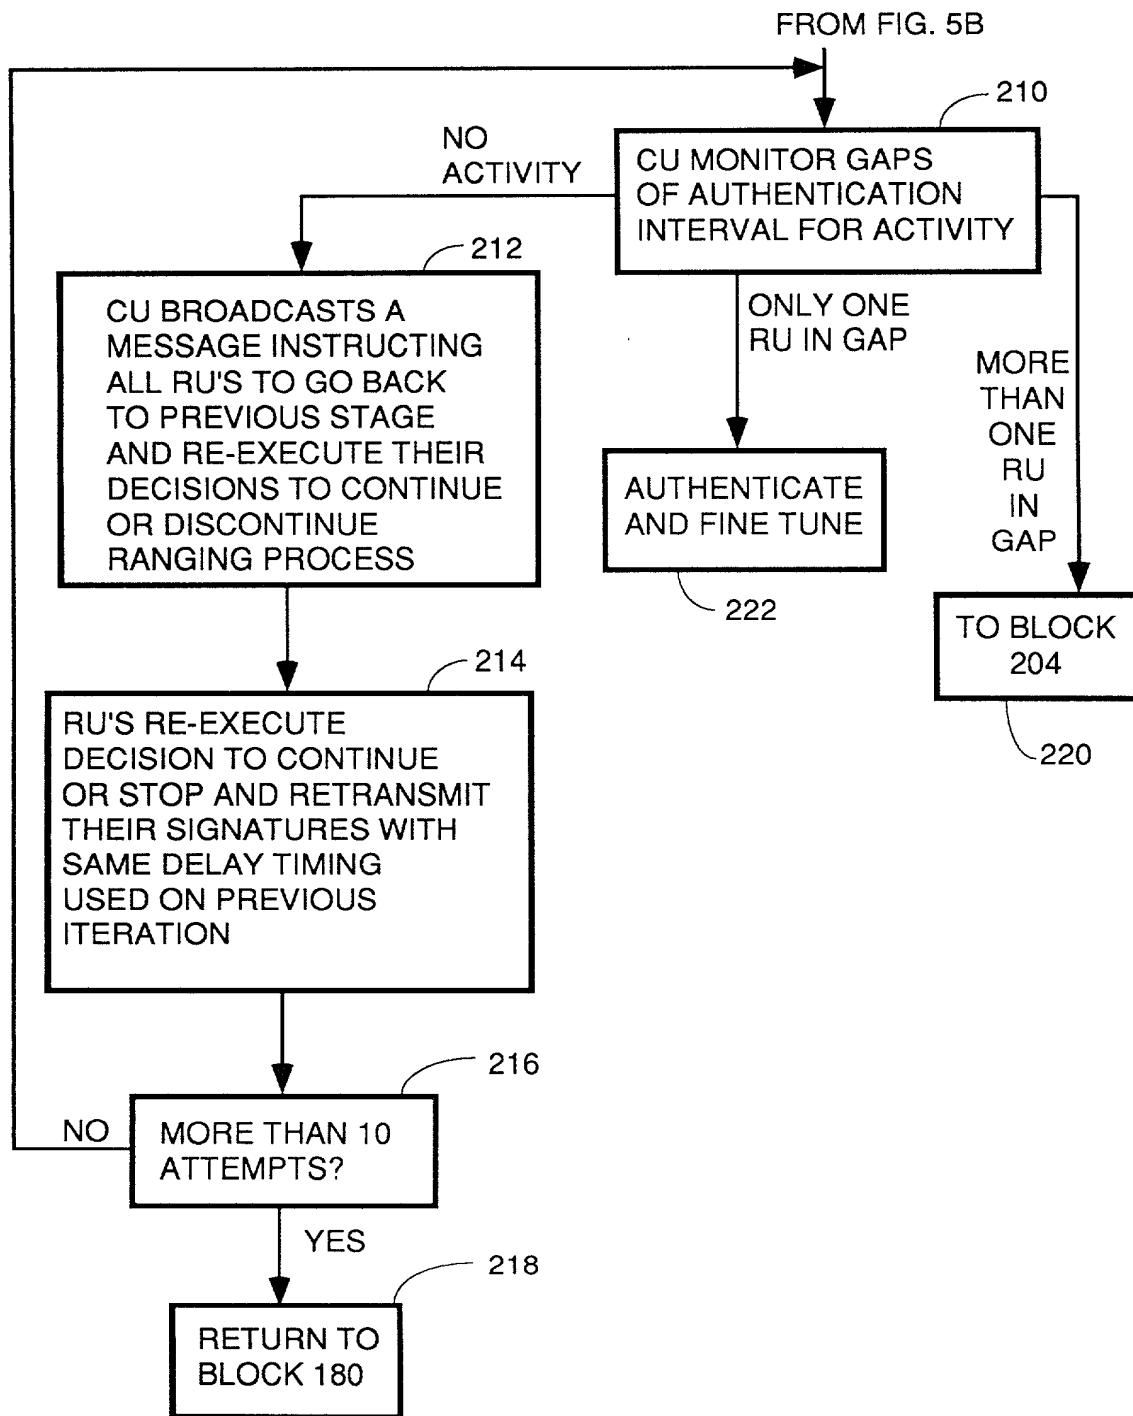 FROM FIG. 5B
210
NO
ACTIVITY
CU MONITOR GAPS
OF AUTHENTICATION
INTERVAL FOR ACTIVITY
212
CU BROADCASTS A
MESSAGE INSTRUCTING
ALL RU'S TO GO BACK
TO PREVIOUS STAGE
AND RE-EXECUTE THEIR
DECISIONS TO CONTINUE
OR DISCONTINUE
RANGING PROCESS
ONLY ONE
RU IN GAP
MORE
THAN
ONE
RU
IN
GAP
AUTHENTICATE
AND FINE TUNE
222
TO BLOCK
204
220
214
RU'S RE-EXECUTE
DECISION TO CONTINUE
OR STOP AND RETRANSMIT
THEIR SIGNATURES WITH
SAME DELAY TIMING
USED ON PREVIOUS
ITERATION
216
NO
MORE THAN 10
ATTEMPTS?
YES
218
RETURN TO
BLOCK 180